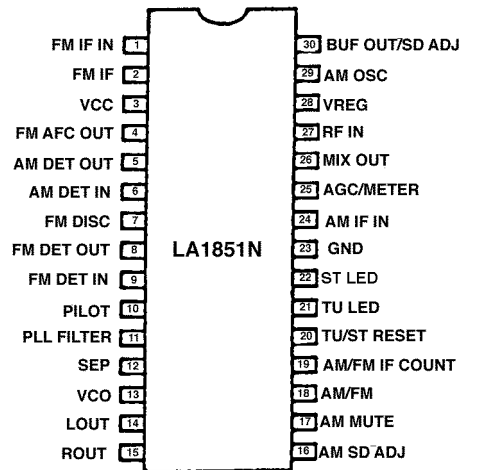 FM IF IN 1
FM IF 2
VCC 3
FM AFC OUT 4
AM DET OUT 5
AM DET IN 6
FM DISC 7
FM DET OUT 8
FM DET IN 9
PILOT 10
PLL FILTER 11
SEP 12
VCO 13
LOUT 14
ROUT 15
LA1851N
30 BUF OUT/SD ADJ
29 AM OSC
28 VREG
27 RF IN
26 MIX OUT
25 AGC/METER
24 AM IF IN
23 GND
22 ST LED
21 TU LED
20 TU/ST RESET
19 AM/FM IF COUNT
18 AM/FM
17 AM MUTE
16 AM SD ADJ